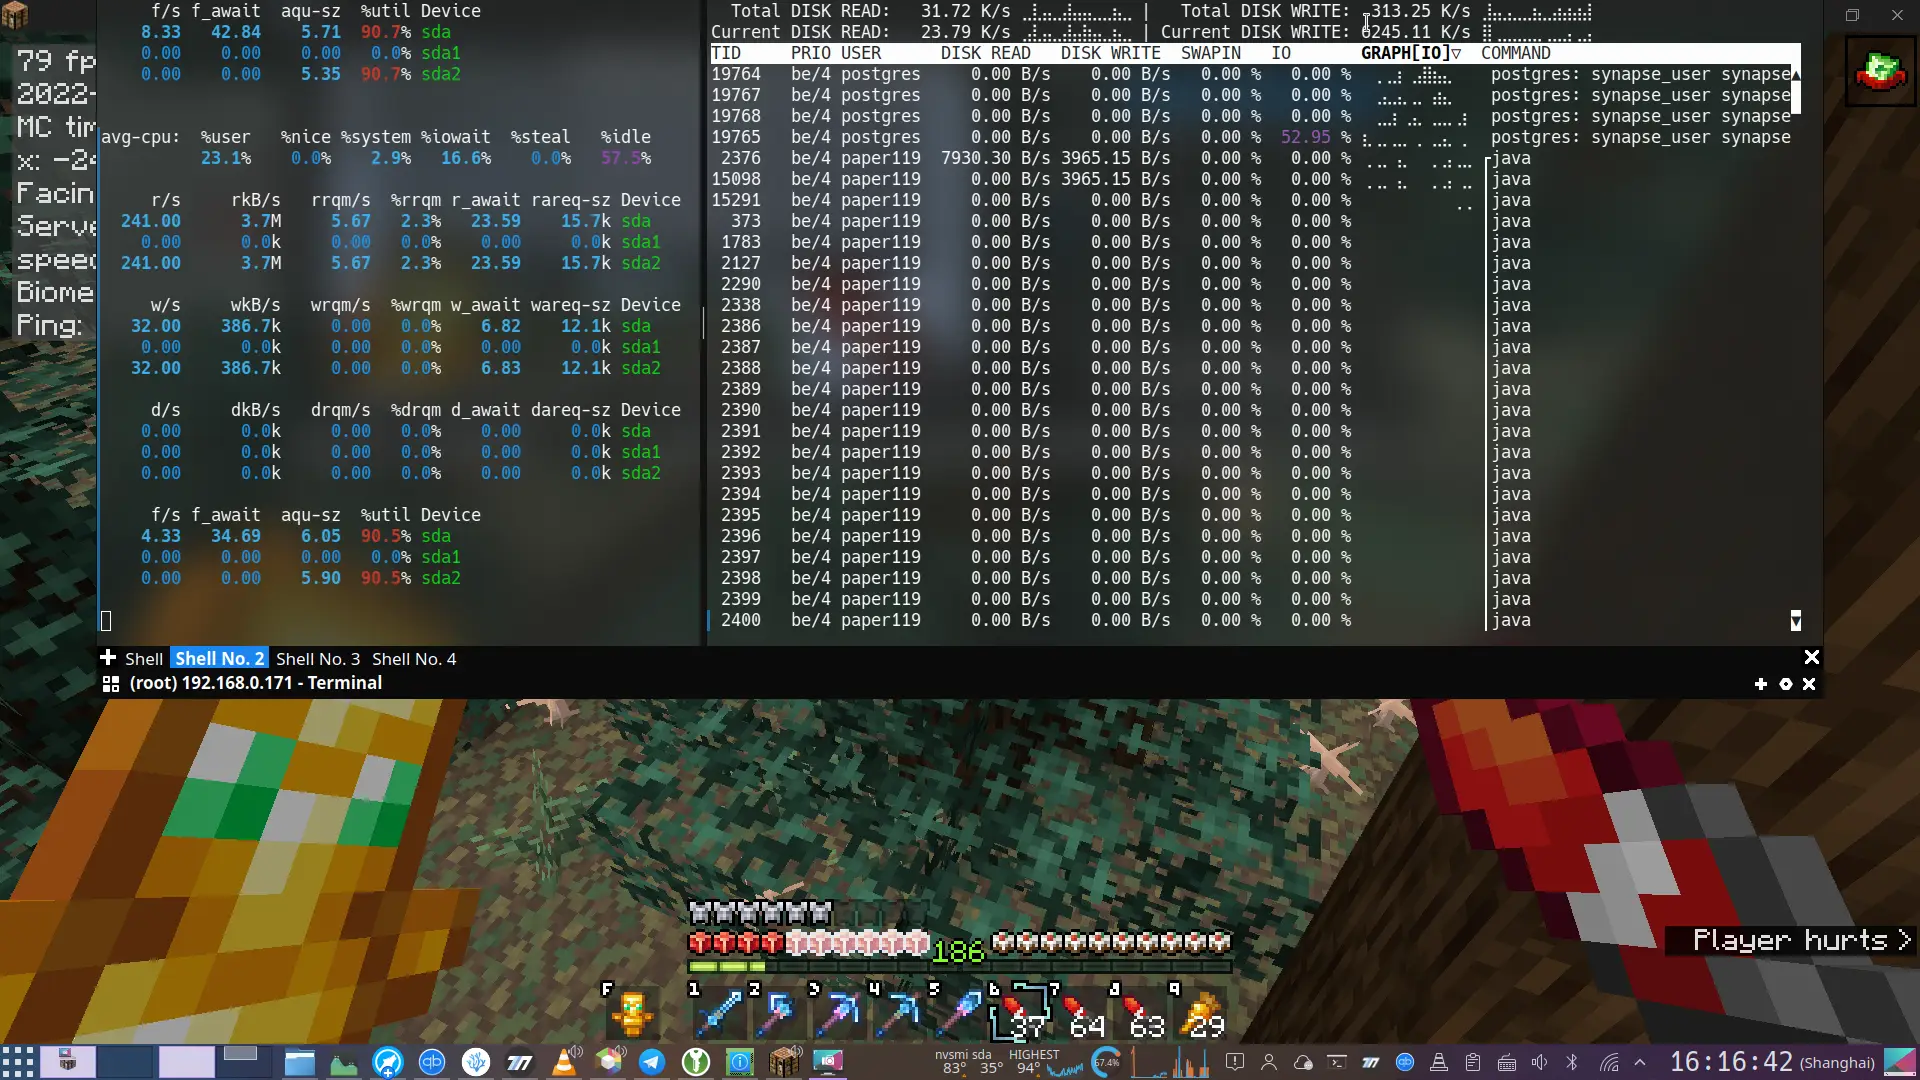 f/s f_await aqu-sz %util Device
8.33 42.84 5.71 90.7% sda
0.00 0.00 0.00 0.0% sda1
0.00 0.00 5.35 90.7% sda2
avg-cpu: %user %nice %system %iowait %steal %idle
23.1% 0.0% 2.9% 16.6% 0.0% 57.5%
r/s rkB/s rrqm/s %rrqm r_await rareq-sz Device
241.00 3.7M 5.67 2.3% 23.59 15.7k sda
0.00 0.0k 0.00 0.0% 0.00 0.0k sda1
241.00 3.7M 5.67 2.3% 23.59 15.7k sda2
w/s wkB/s wrqm/s %wrqm w_await wareq-sz Device
32.00 386.7k 0.00 0.0% 6.82 12.1k sda
0.00 0.0k 0.00 0.0% 0.00 0.0k sda1
32.00 386.7k 0.00 0.0% 6.83 12.1k sda2
d/s dkB/s drqm/s %drqm d_await dareq-sz Device
0.00 0.0k 0.00 0.0% 0.00 0.0k sda
0.00 0.0k 0.00 0.0% 0.00 0.0k sda1
0.00 0.0k 0.00 0.0% 0.00 0.0k sda2
f/s f_await aqu-sz %util Device
4.33 34.69 6.05 90.5% sda
0.00 0.00 0.00 0.0% sda1
0.00 0.00 5.90 90.5% sda2
Total DISK READ: 31.72 K/s | Total DISK WRITE: 313.25 K/s
Current DISK READ: 23.79 K/s | Current DISK WRITE: 6245.11 K/s
TID PRIO USER DISK READ DISK WRITE SWAPIN IO GRAPH[IO]▽ COMMAND
19764 be/4 postgres 0.00 B/s 0.00 B/s 0.00 % 0.00 % postgres: synapse_user synapse
19767 be/4 postgres 0.00 B/s 0.00 B/s 0.00 % 0.00 % postgres: synapse_user synapse
19768 be/4 postgres 0.00 B/s 0.00 B/s 0.00 % 0.00 % postgres: synapse_user synapse
19765 be/4 postgres 0.00 B/s 0.00 B/s 0.00 % 52.95 % postgres: synapse_user synapse
2376 be/4 paper119 7930.30 B/s 3965.15 B/s 0.00 % 0.00 % java
15098 be/4 paper119 0.00 B/s 3965.15 B/s 0.00 % 0.00 % java
15291 be/4 paper119 0.00 B/s 0.00 B/s 0.00 % 0.00 % java
373 be/4 paper119 0.00 B/s 0.00 B/s 0.00 % 0.00 % java
1783 be/4 paper119 0.00 B/s 0.00 B/s 0.00 % 0.00 % java
2127 be/4 paper119 0.00 B/s 0.00 B/s 0.00 % 0.00 % java
2290 be/4 paper119 0.00 B/s 0.00 B/s 0.00 % 0.00 % java
2338 be/4 paper119 0.00 B/s 0.00 B/s 0.00 % 0.00 % java
2386 be/4 paper119 0.00 B/s 0.00 B/s 0.00 % 0.00 % java
2387 be/4 paper119 0.00 B/s 0.00 B/s 0.00 % 0.00 % java
2388 be/4 paper119 0.00 B/s 0.00 B/s 0.00 % 0.00 % java
2389 be/4 paper119 0.00 B/s 0.00 B/s 0.00 % 0.00 % java
2390 be/4 paper119 0.00 B/s 0.00 B/s 0.00 % 0.00 % java
2391 be/4 paper119 0.00 B/s 0.00 B/s 0.00 % 0.00 % java
2392 be/4 paper119 0.00 B/s 0.00 B/s 0.00 % 0.00 % java
2393 be/4 paper119 0.00 B/s 0.00 B/s 0.00 % 0.00 % java
2394 be/4 paper119 0.00 B/s 0.00 B/s 0.00 % 0.00 % java
2395 be/4 paper119 0.00 B/s 0.00 B/s 0.00 % 0.00 % java
2396 be/4 paper119 0.00 B/s 0.00 B/s 0.00 % 0.00 % java
2397 be/4 paper119 0.00 B/s 0.00 B/s 0.00 % 0.00 % java
2398 be/4 paper119 0.00 B/s 0.00 B/s 0.00 % 0.00 % java
2399 be/4 paper119 0.00 B/s 0.00 B/s 0.00 % 0.00 % java
2400 be/4 paper119 0.00 B/s 0.00 B/s 0.00 % 0.00 % java
79 fp
2022-
MC tim
x: -24
Facin
Serve
speed
Biome
Ping:
Shell Shell No. 2 Shell No. 3 Shell No. 4
(root) 192.168.0.171 - Terminal
Player hurts >
186
F 1 2 3 4 5 6 7 8 9
37 64 63 29
nvsmi sda HIGHEST
83° 35° 94°
67.4%
16:16:42 (Shanghai)